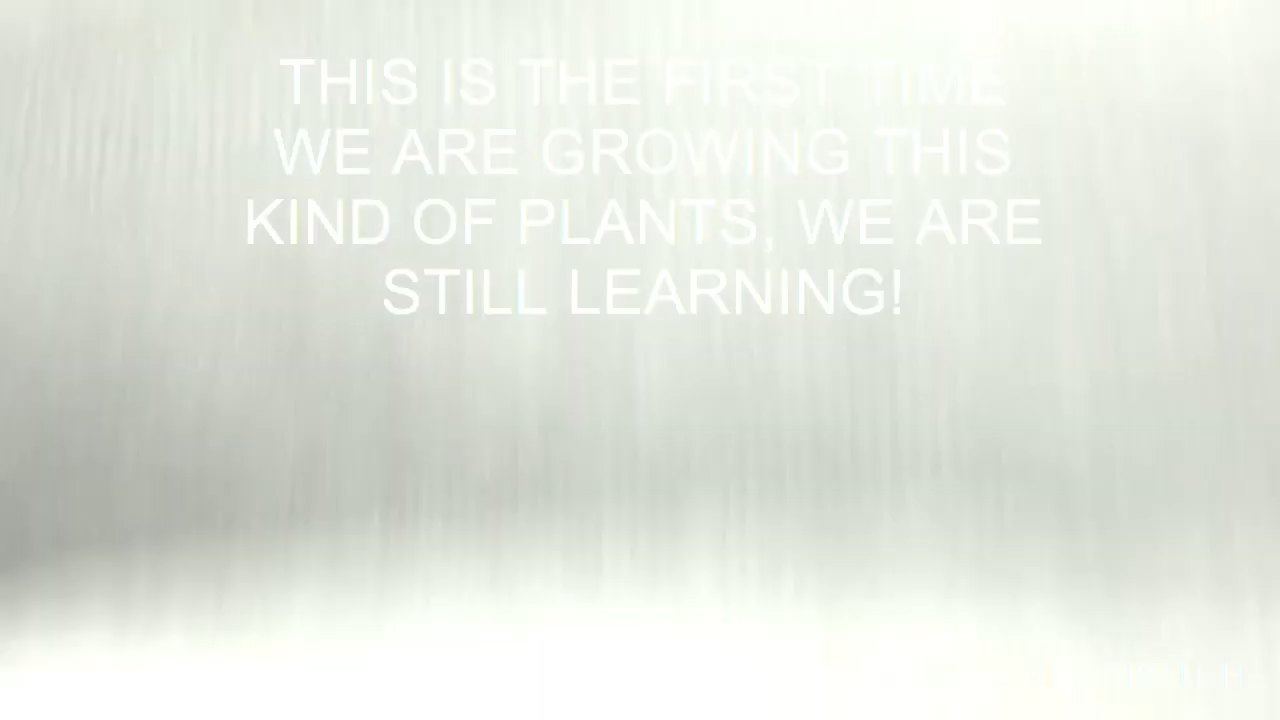 THIS IS THE FIRST TIME
WE ARE GROWING THIS
KIND OF PLANTS, WE ARE
STILL LEARNING!